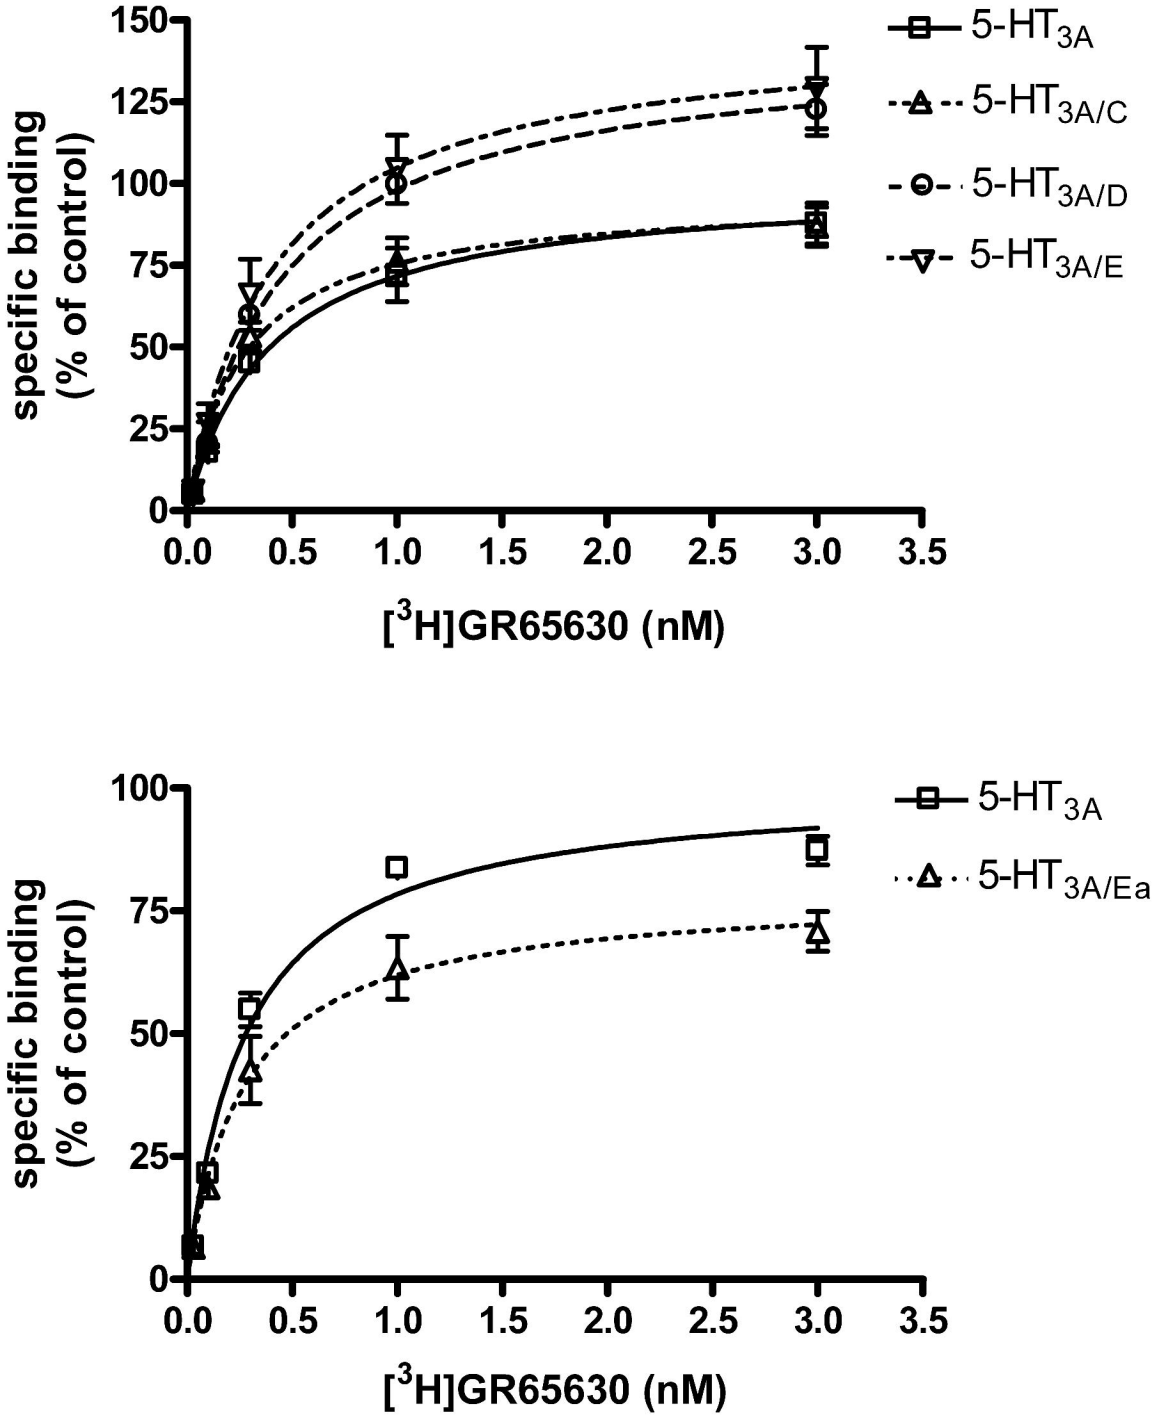 150
125
100
75
50
25
0
specific binding
(% of control)
0.0 0.5 1.0 1.5 2.0 2.5 3.0 3.5
[³H]GR65630 (nM)
5-HT₃A
5-HT₃A/C
5-HT₃A/D
5-HT₃A/E
100
75
50
25
0
specific binding
(% of control)
0.0 0.5 1.0 1.5 2.0 2.5 3.0 3.5
[³H]GR65630 (nM)
5-HT₃A
5-HT₃A/Ea